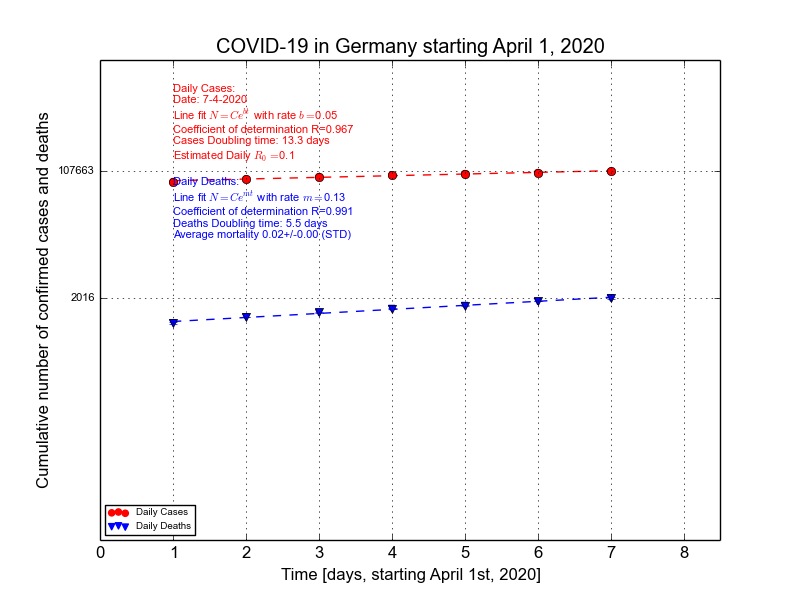 COVID-19 in Germany starting April 1, 2020
Daily Cases:
Date: 7-4-2020
Line fit N = Ce^{bt} with rate b = 0.05
Coefficient of determination R=0.967
Cases Doubling time: 13.3 days
Estimated Daily R_0 = 0.1
Daily Deaths:
Line fit N = Ce^{mt} with rate m = 0.13
Coefficient of determination R=0.991
Deaths Doubling time: 5.5 days
Average mortality 0.02+/-0.00 (STD)
107663
2016
Cumulative number of confirmed cases and deaths
Daily Cases
Daily Deaths
0 1 2 3 4 5 6 7 8
Time [days, starting April 1st, 2020]